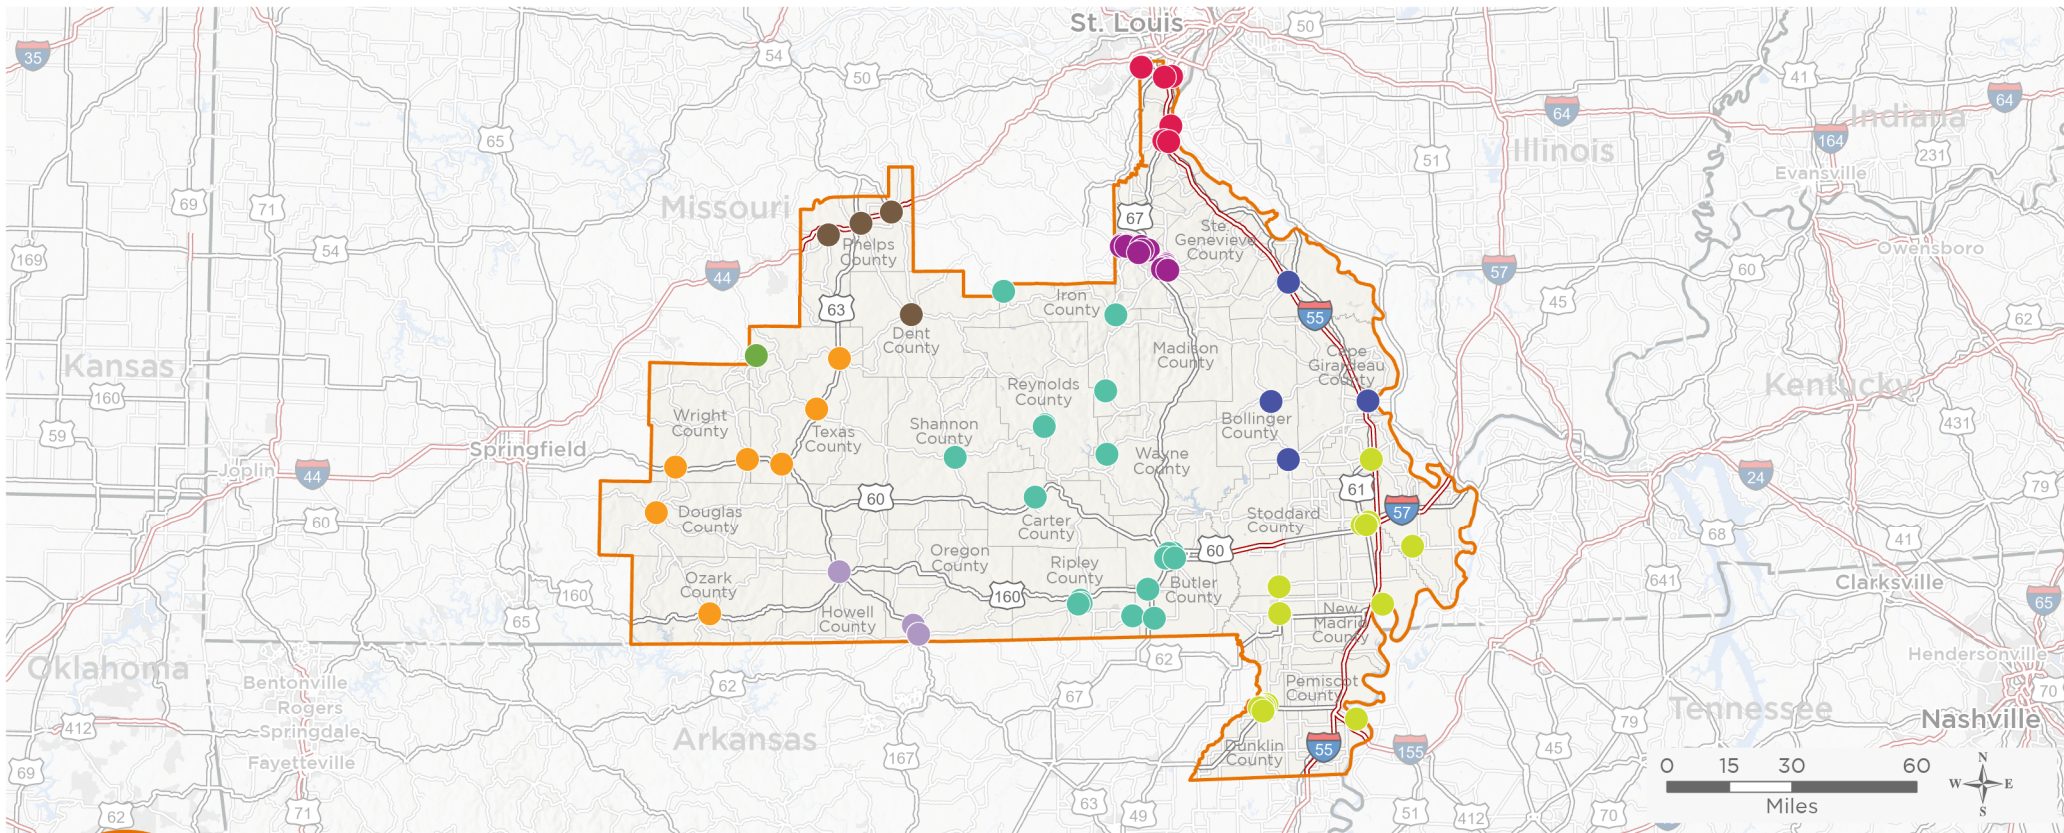 St. Louis
50
35
54
50
41
64
64
Indiana
164
65
Illinois
51
231
Evansville
69
71
Missouri
67
Ste.
Genevieve
County
54
Phelps
County
Owensboro
169
44
57
60
63
Iron
County
45
55
62
Dent
County
Madison
County
Cape
Girardeau
County
Kansas
160
Reynolds
County
Kentucky
59
Wright
County
Texas
County
Shannon
County
Bollinger
County
431
Springfield
Joplin
44
Wayne
County
24
79
61
60
57
Douglas
County
60
Carter
County
Stoddard
County
68
41
60
Oregon
County
Ripley
County
Ozark
County
160
160
Butler
County
641
Clarksville
65
65
Howell
County
New
Madrid
County
Oklahoma
62
Hendersonville
Bentonville
62
67
Pemiscot
County
70
Rogers
Tennessee
412
Springdale
79
Nashville
Arkansas
Fayetteville
167
Dunklin
County
55
155
45
69
0 15 30 60
Miles
N
W E
S
62
71
63
49
51
412
70